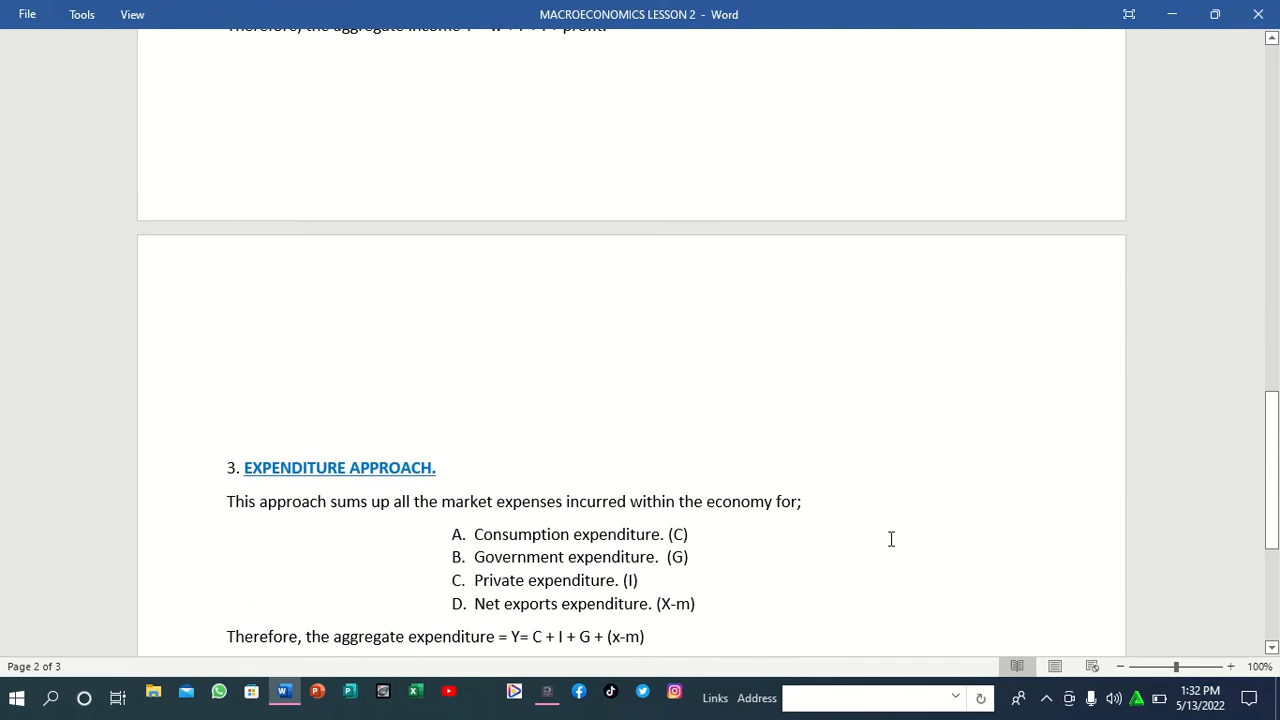 File Tools View MACROECONOMICS LESSON 2 - Word
3. EXPENDITURE APPROACH.
This approach sums up all the market expenses incurred within the economy for;
A. Consumption expenditure. (C)
B. Government expenditure. (G)
C. Private expenditure. (I)
D. Net exports expenditure. (X-m)
Therefore, the aggregate expenditure = Y= C + I + G + (x-m)
Page 2 of 3 100%
Links Address 1:32 PM
5/13/2022